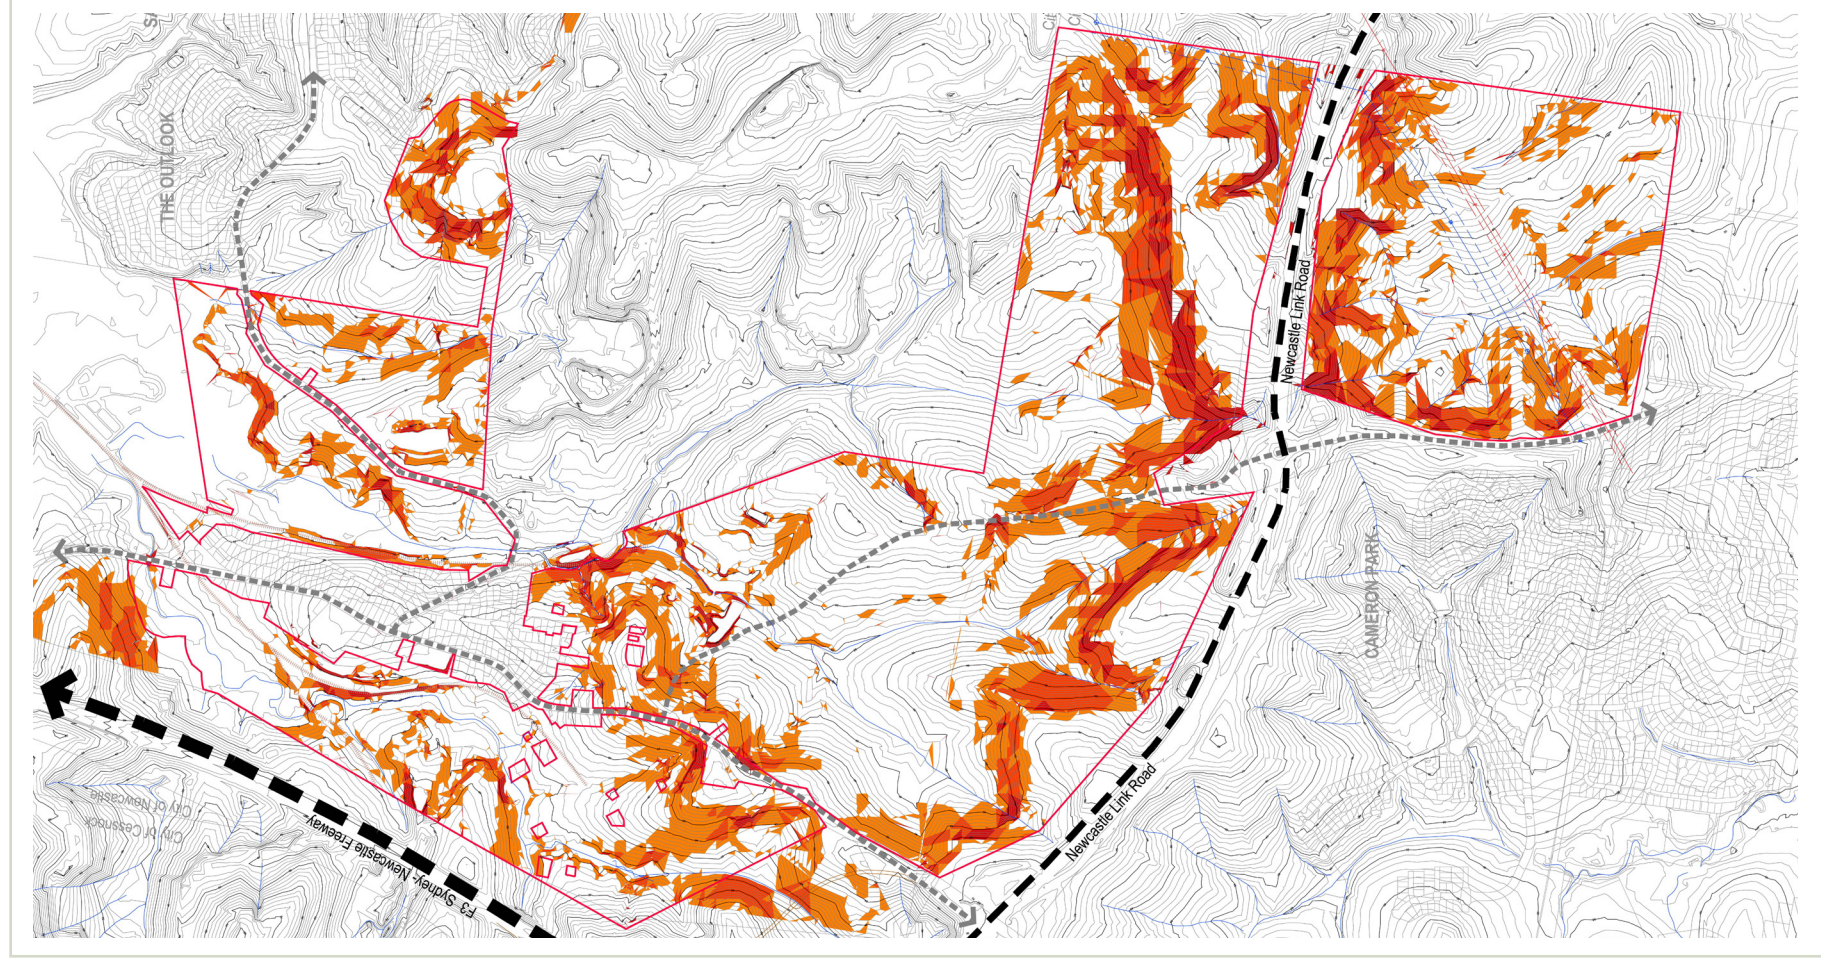 THE OUTLOOK
Newcastle Link Road
CAMERON PARK
Newcastle Link Road
City of Newcastle
City of Cessnock
F3 Sydney- Newcastle Freeway-